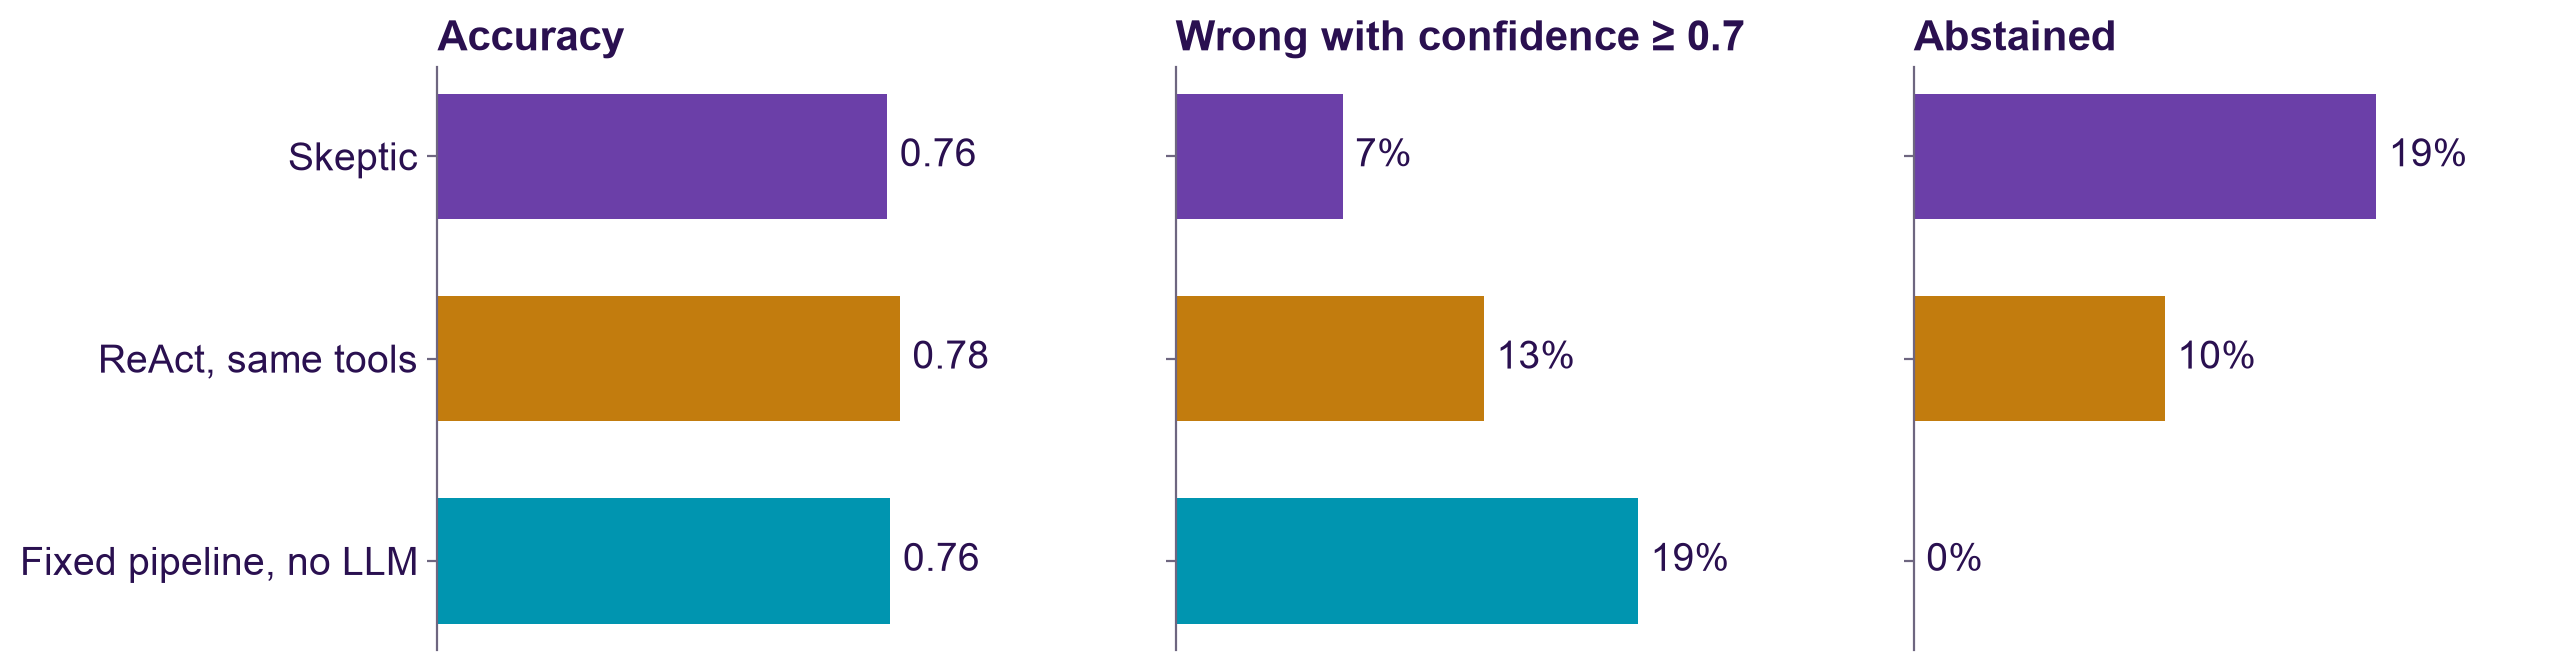 Accuracy
Wrong with confidence ≥ 0.7
Abstained
Skeptic
0.76
7%
19%
ReAct, same tools
0.78
13%
10%
Fixed pipeline, no LLM
0.76
19%
0%